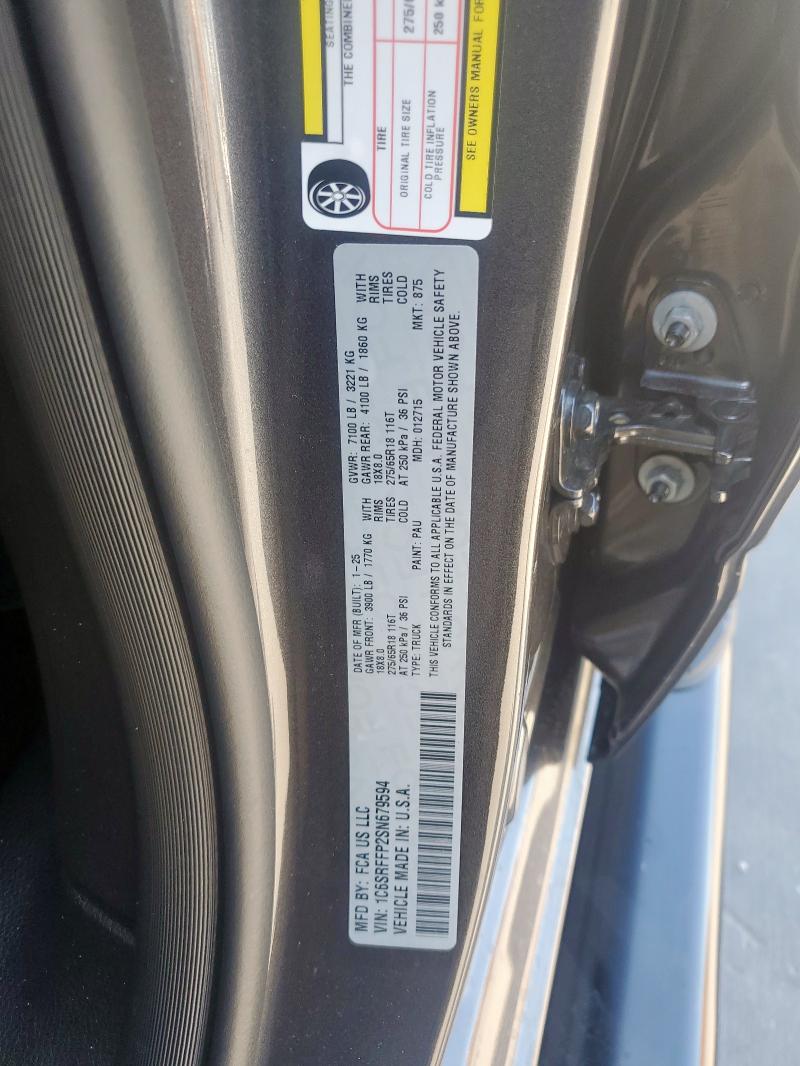 SEATING
THE COMBINED
TIRE
ORIGINAL TIRE SIZE 275/6
COLD TIRE INFLATION
PRESSURE
250 k
SEE OWNERS MANUAL FOR
MFD BY: FCA US LLC
VIN: 1C6SRFFP2SN679594
VEHICLE MADE IN: U.S.A.
DATE OF MFR (BUILT): 1-25 GVWR: 7100 LB / 3221 KG
GAWR FRONT: 3900 LB / 1770 KG WITH GAWR REAR: 4100 LB / 1860 KG WITH
18X8.0 RIMS 18X8.0 RIMS
275/65R18 116T TIRES 275/65R18 116T TIRES
AT 250 kPa / 36 PSI COLD AT 250 kPa / 36 PSI COLD
TYPE: TRUCK PAINT: PAU MDH: 012715 MKT: 875
THIS VEHICLE CONFORMS TO ALL APPLICABLE U.S.A. FEDERAL MOTOR VEHICLE SAFETY
STANDARDS IN EFFECT ON THE DATE OF MANUFACTURE SHOWN ABOVE.